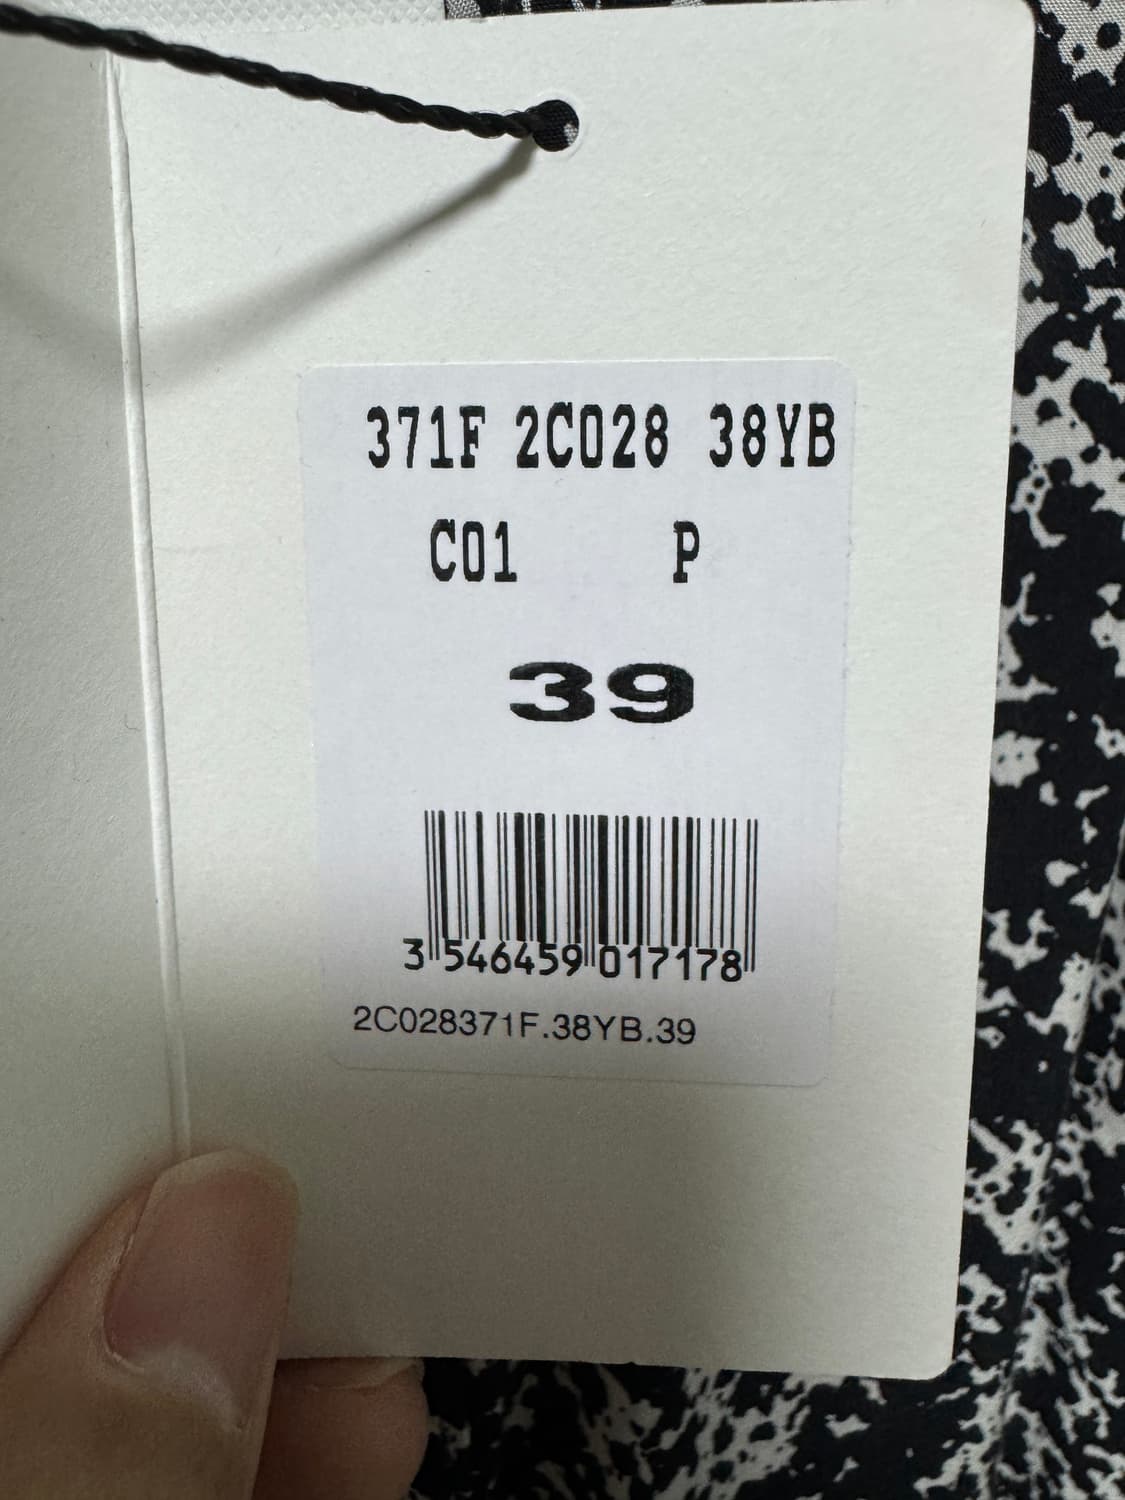 371F 2C028 38YB
C01 P
39
3 546459 017178
2C028371F.38YB.39